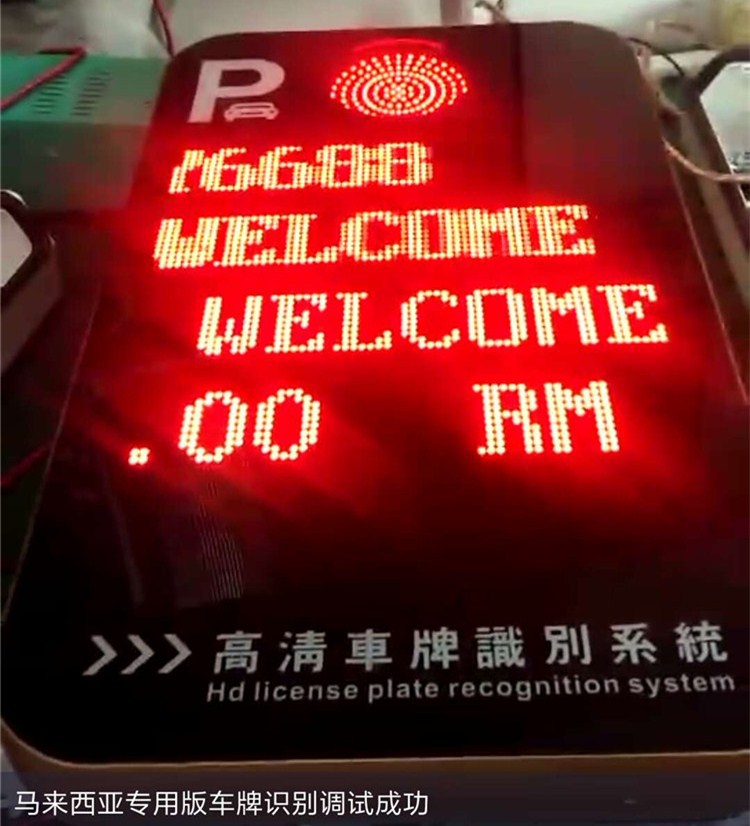 P
WELCOME
WELCOME
.00 RM
>>> 高清車牌識別系統
Hd license plate recognition system
马来西亚专用版车牌识别调试成功